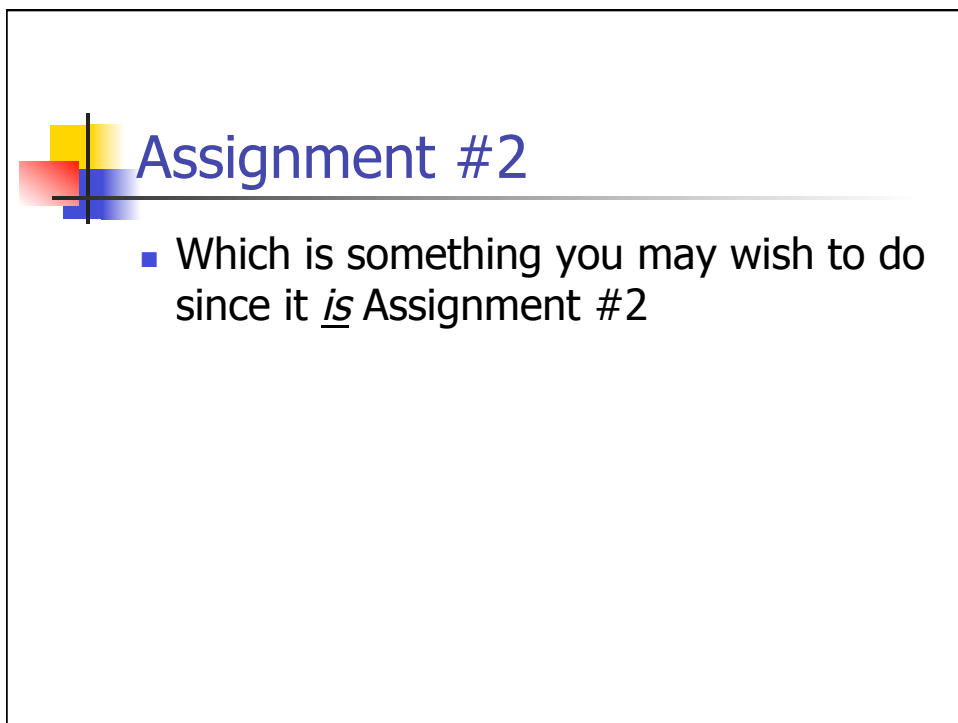 Assignment #2
Which is something you may wish to do
since it is Assignment #2